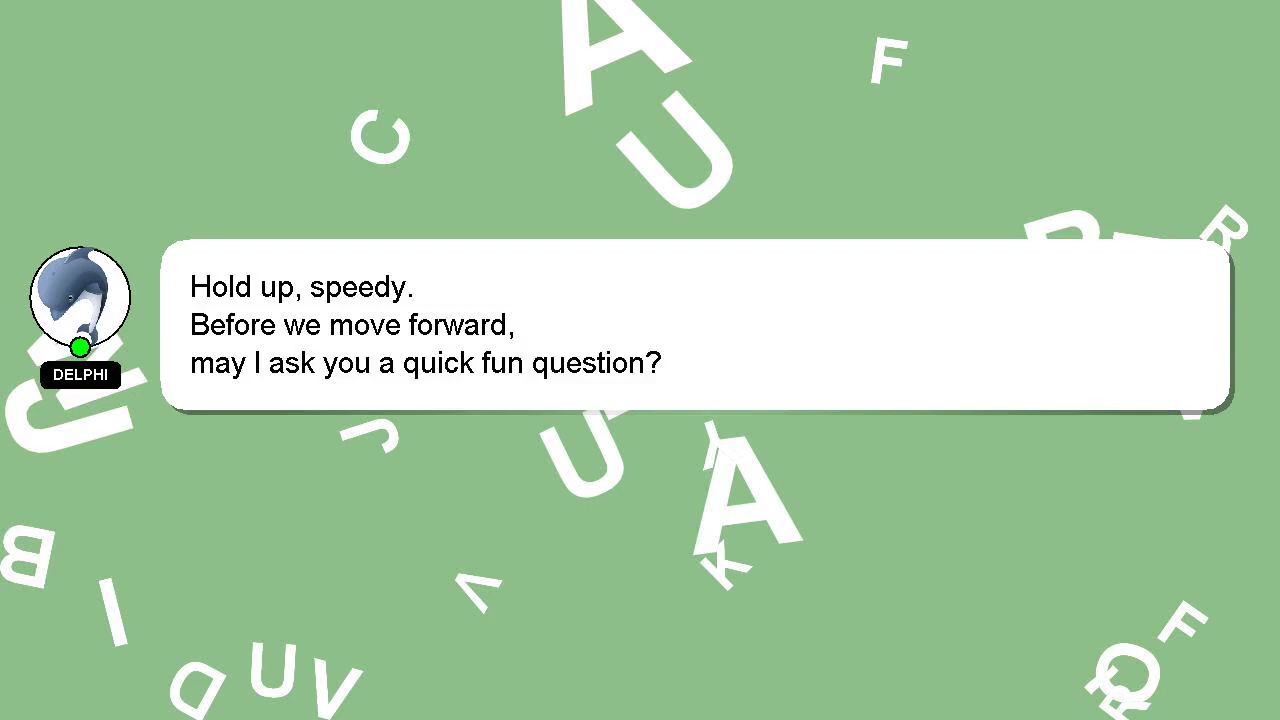 Hold up, speedy.
Before we move forward,
may I ask you a quick fun question?
DELPHI
A
F
C
U
R
J
U
A
K
B
I
V
D
U
V
F
Q